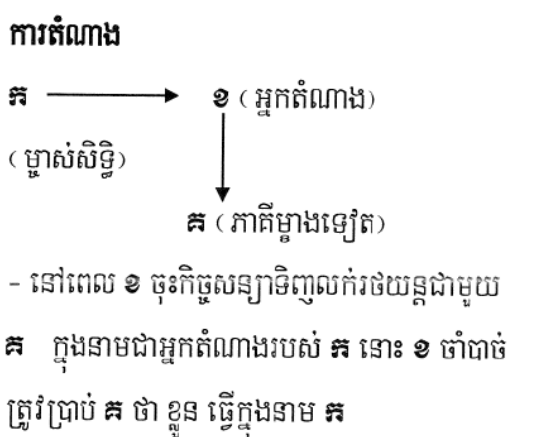 ការតំណាង
ក ខ ( អ្នកតំណាង)
( ម្ចាស់សិទ្ធិ)
គ ( ភាគីម្ខាងទៀត)
- នៅពេល ខ ចុះកិច្ចសន្យាទិញលក់រថយន្តជាមួយ
គ ក្នុងនាមជាអ្នកតំណាងរបស់ ក នោះ ខ ចាំបាច់
ត្រូវប្រាប់ គ ថា ខ្លួន ធ្វើក្នុងនាម ក